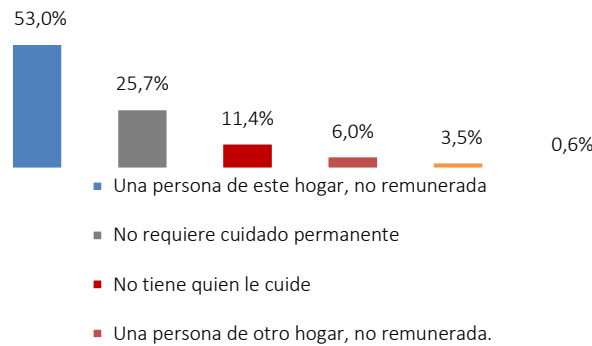 53,0%
25,7%
11,4%
6,0%
3,5%
0,6%
Una persona de este hogar, no remunerada
No requiere cuidado permanente
No tiene quien le cuide
Una persona de otro hogar, no remunerada.